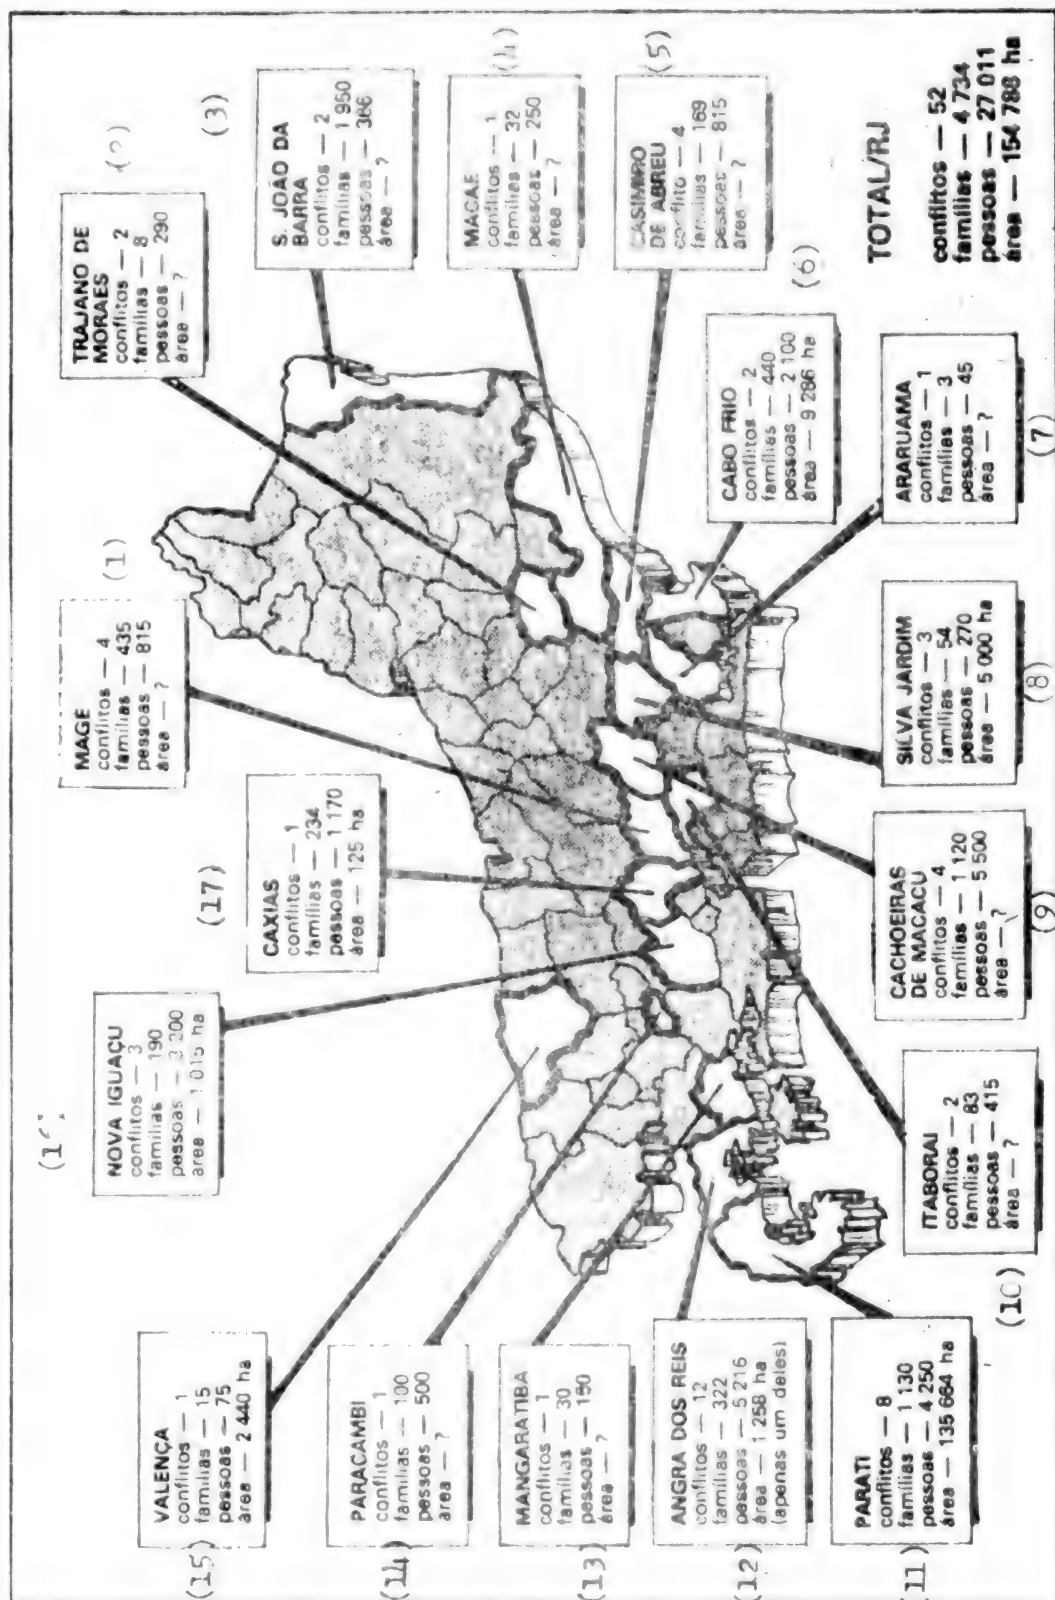 (1)
MAGE
conflitos — 4
famílias — 435
pessoas — 815
área — ?
(2)
TRAJANO DE
MORAES
conflitos — 2
famílias — 8
pessoas — 290
área — ?
(3)
S. JOÃO DA
BARRA
conflitos — 2
famílias — 1 950
pessoas — 366
área — ?
(4)
MACAE
conflitos — 1
famílias — 32
pessoas — 250
área — ?
(5)
CASIMIRO
DE ABREU
conflito — 4
famílias — 169
pessoas — 815
área — ?
(6)
CABO FRIO
conflitos — 2
famílias — 440
pessoas — 2 100
área — 9 286 ha
(7)
ARARUAMA
conflitos — 1
famílias — 3
pessoas — 45
área — ?
(8)
SILVA JARDIM
conflitos — 3
famílias — 54
pessoas — 270
área — 5 000 ha
(9)
CACHOEIRAS
DE MACACU
conflitos — 4
famílias — 1 120
pessoas — 5 500
área — ?
(10)
ITABORAI
conflitos — 2
famílias — 83
pessoas — 415
área — ?
(11)
PARATI
conflitos — 8
famílias — 1 130
pessoas — 4 250
área — 135 664 ha
(12)
ANGRA DOS REIS
conflitos — 12
famílias — 322
pessoas — 5 216
área — 1 258 ha
(apenas um deles)
(13)
MANGARATIBA
conflitos — 1
famílias — 30
pessoas — 150
área — ?
(14)
PARACAMBI
conflitos — 1
famílias — 100
pessoas — 500
área — ?
(15)
VALENÇA
conflitos — 1
famílias — 15
pessoas — 75
área — 2 440 ha
NOVA IGUAÇU
conflitos — 3
famílias — 190
pessoas — 3 200
área — 1 015 ha
(17)
CAXIAS
conflitos — 1
famílias — 234
pessoas — 1 170
área — 125 ha
TOTAL/RJ
conflitos — 52
famílias — 4 734
pessoas — 27 011
área — 154 788 ha